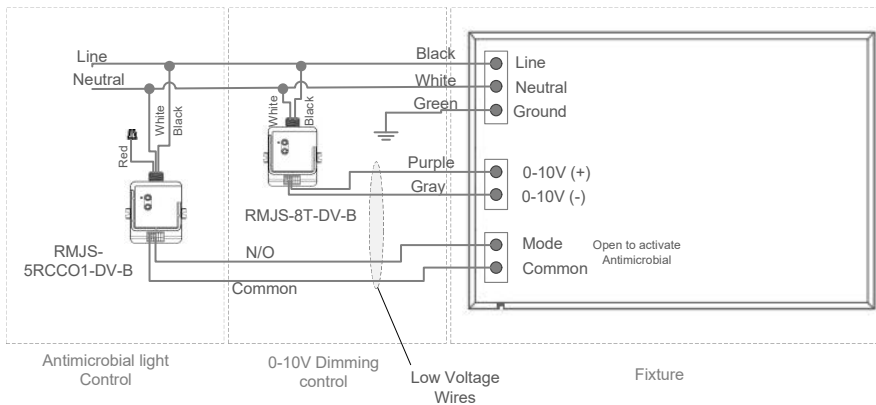 Line
Neutral
Black
White
Green
Line
Neutral
Ground
White
Black
Red
White
Black
Purple
Gray
0-10V (+)
0-10V (-)
RMJS-8T-DV-B
RMJS-
5RCCO1-DV-B
N/O
Common
Mode
Common
Open to activate
Antimicrobial
Antimicrobial light
Control
0-10V Dimming
control
Low Voltage
Wires
Fixture